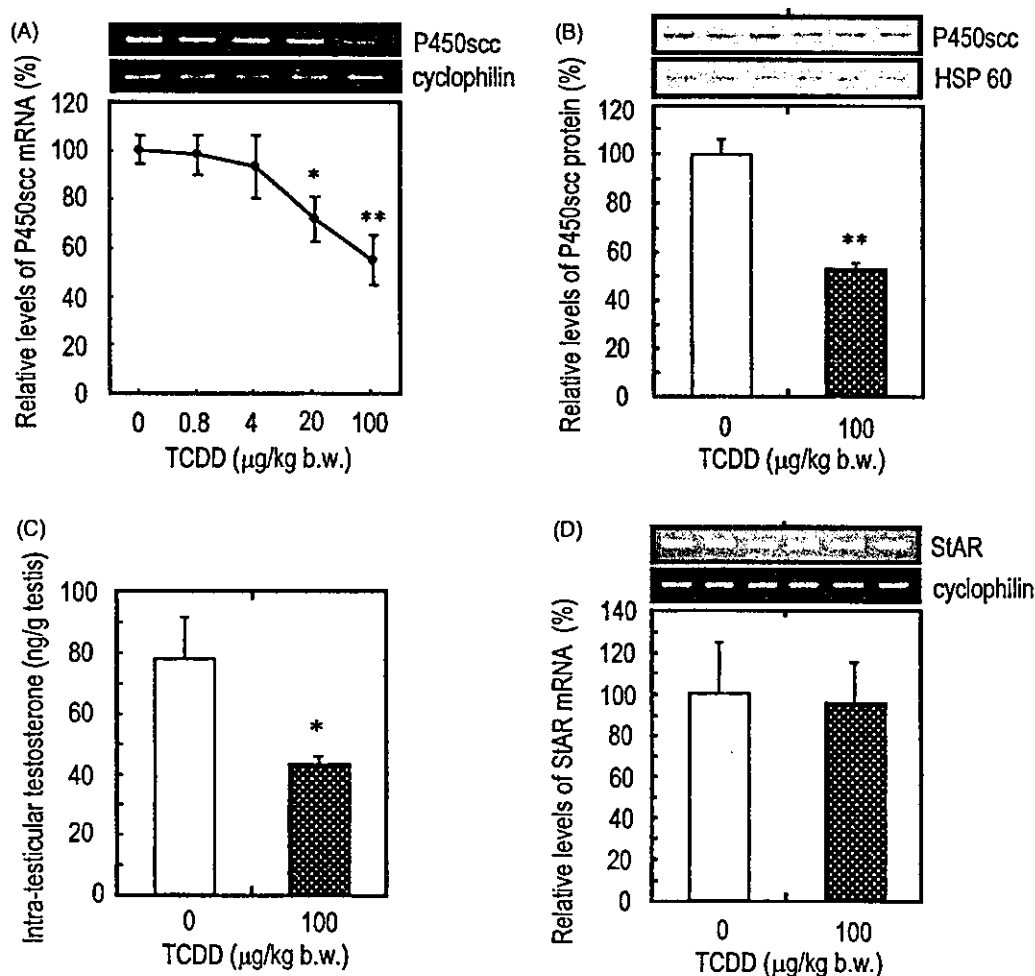 (A)
P450scc
cyclophilin
Relative levels of P450scc mRNA (%)
120
100
80
60
40
20
0
*
**
0 0.8 4 20 100
TCDD (μg/kg b.w.)
(B)
P450scc
HSP 60
Relative levels of P450scc protein (%)
120
100
80
60
40
20
0
**
0 100
TCDD (μg/kg b.w.)
(C)
Intra-testicular testosterone (ng/g testis)
100
80
60
40
20
0
*
0 100
TCDD (μg/kg b.w.)
(D)
StAR
cyclophilin
Relative levels of StAR mRNA (%)
140
120
100
80
60
40
20
0
0 100
TCDD (μg/kg b.w.)